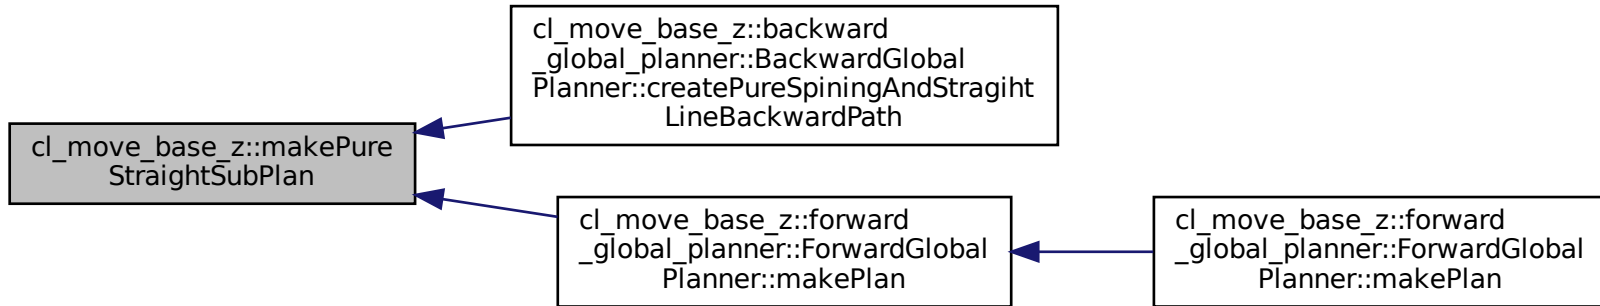 cl_move_base_z::makePure
StraightSubPlan
cl_move_base_z::backward
_global_planner::BackwardGlobal
Planner::createPureSpiningAndStragiht
LineBackwardPath
cl_move_base_z::forward
_global_planner::ForwardGlobal
Planner::makePlan
cl_move_base_z::forward
_global_planner::ForwardGlobal
Planner::makePlan